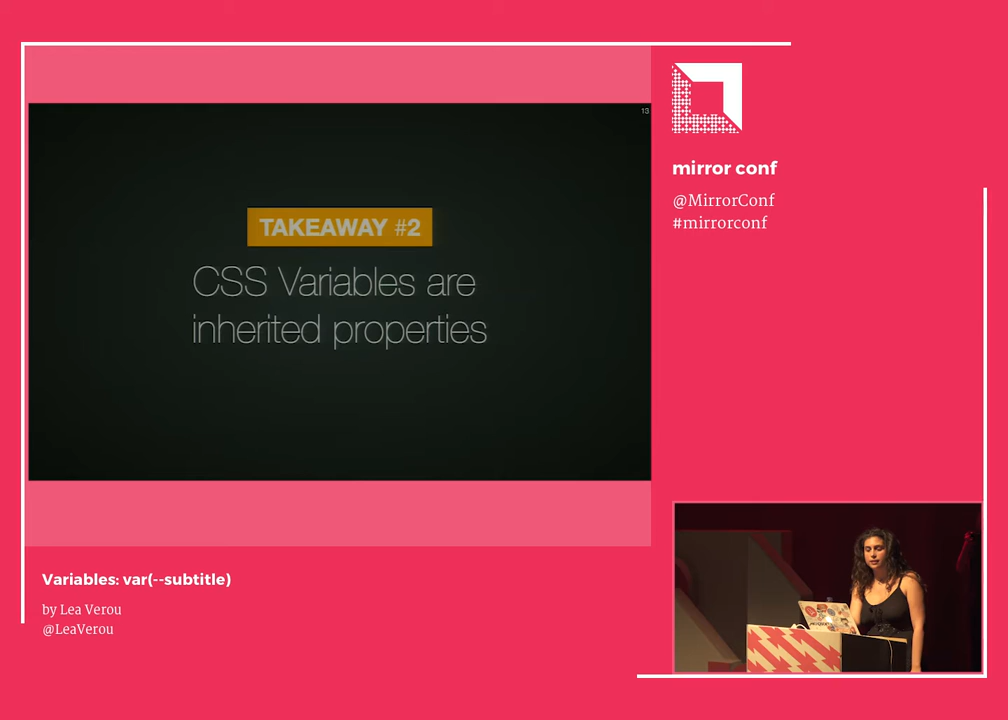 13
TAKEAWAY #2
CSS Variables are
inherited properties
mirror conf
@MirrorConf
#mirrorconf
Variables: var(--subtitle)
by Lea Verou
@LeaVerou